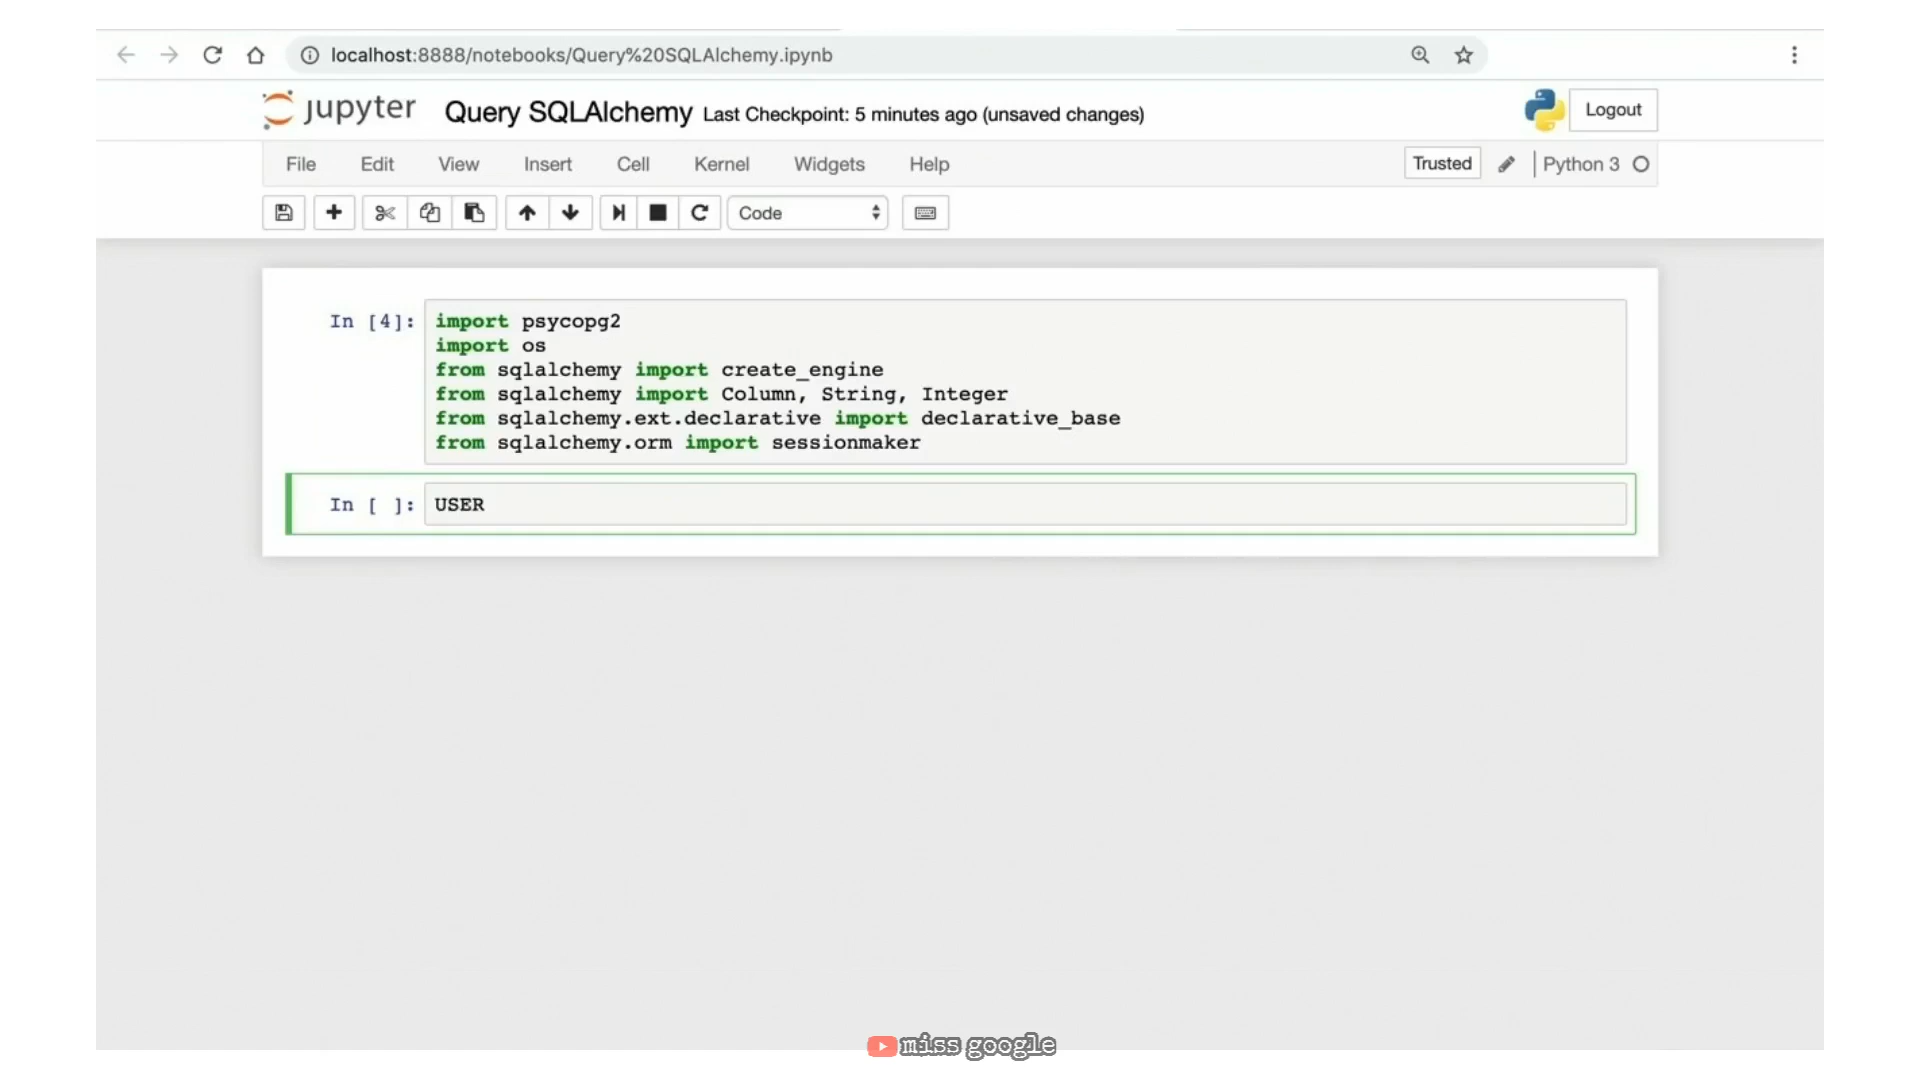 localhost:8888/notebooks/Query%20SQLAlchemy.ipynb
jupyter Query SQLAlchemy Last Checkpoint: 5 minutes ago (unsaved changes) Logout
File Edit View Insert Cell Kernel Widgets Help Trusted Python 3
Code
In [4]: import psycopg2
import os
from sqlalchemy import create_engine
from sqlalchemy import Column, String, Integer
from sqlalchemy.ext.declarative import declarative_base
from sqlalchemy.orm import sessionmaker
In [ ]: USER
miss google